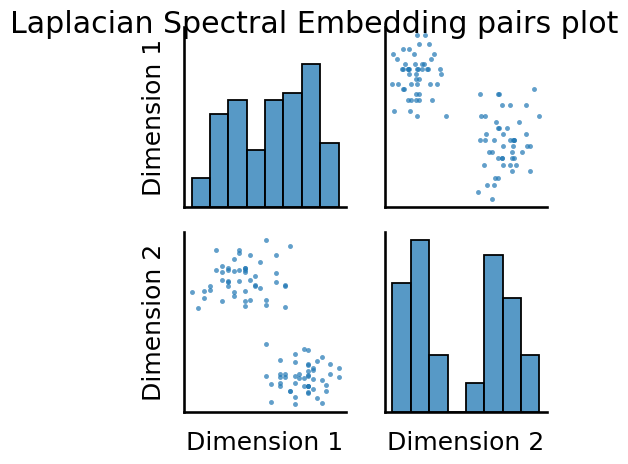 Laplacian Spectral Embedding pairs plot
Dimension 1
Dimension 2
Dimension 1
Dimension 2